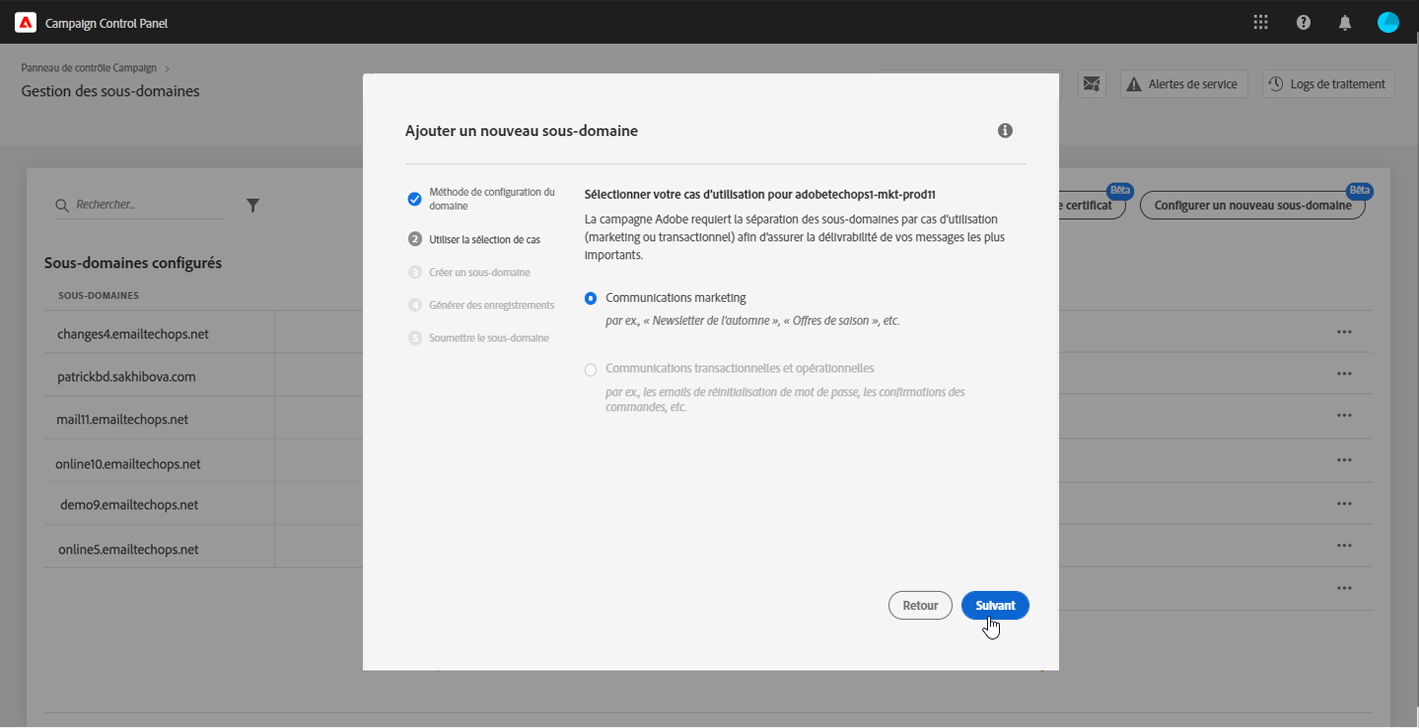 Campaign Control Panel
Panneau de contrôle Campaign
Gestion des sous-domaines
Alertes de service
Logs de traitement
Rechercher...
Bêta
e certificat
Bêta
Configurer un nouveau sous-domaine
Sous-domaines configurés
SOUS-DOMAINES
changes4.emailtechops.net
patrickbd.sakhibova.com
mail11.emailtechops.net
online10.emailtechops.net
demo9.emailtechops.net
online5.emailtechops.net
Ajouter un nouveau sous-domaine
Méthode de configuration du
domaine
2 Utiliser la sélection de cas
3 Créer un sous-domaine
4 Générer des enregistrements
5 Soumettre le sous-domaine
Sélectionner votre cas d'utilisation pour adobetechops1-mkt-prod11
La campagne Adobe requiert la séparation des sous-domaines par cas d'utilisation
(marketing ou transactionnel) afin d'assurer la délivrabilité de vos messages les plus
importants.
Communications marketing
par ex., « Newsletter de l'automne », « Offres de saison », etc.
Communications transactionnelles et opérationnelles
par ex., les emails de réinitialisation de mot de passe, les confirmations des
commandes, etc.
Retour
Suivant